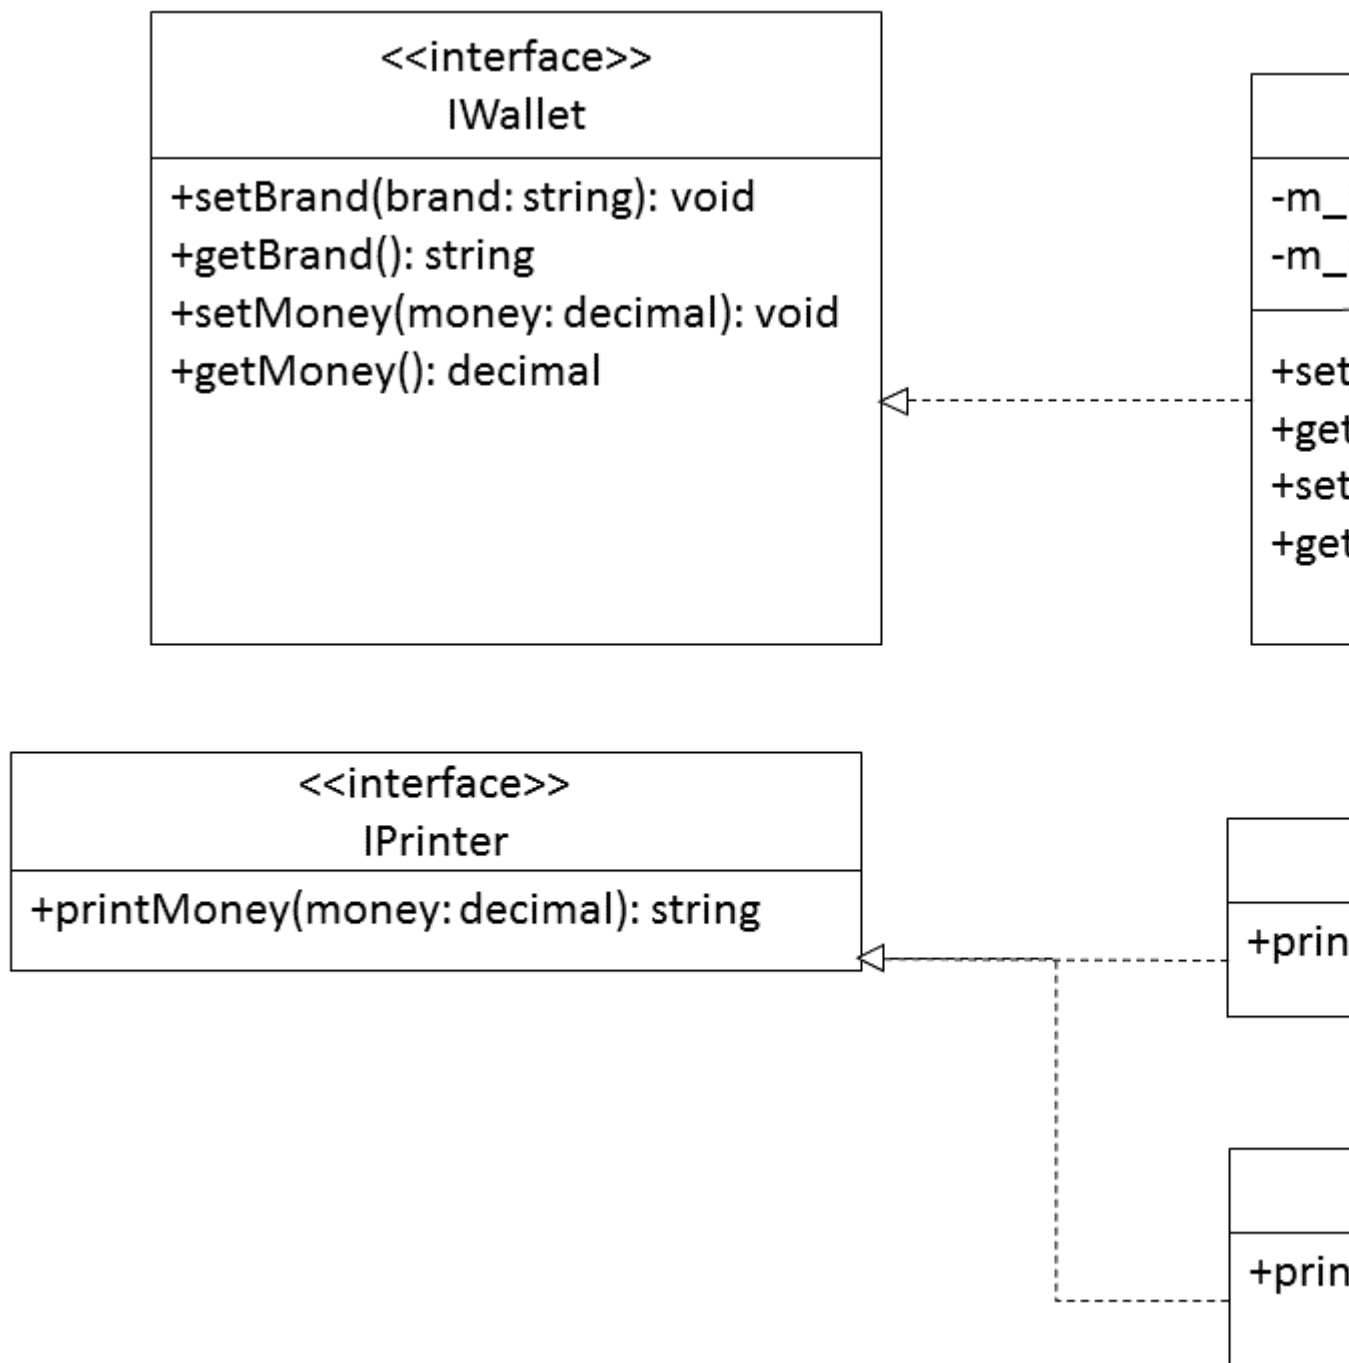 <<interface>>
IWallet
+setBrand(brand: string): void
+getBrand(): string
+setMoney(money: decimal): void
+getMoney(): decimal
-m_
-m_
+set
+get
+set
+get
<<interface>>
IPrinter
+printMoney(money: decimal): string
+prin
+prin